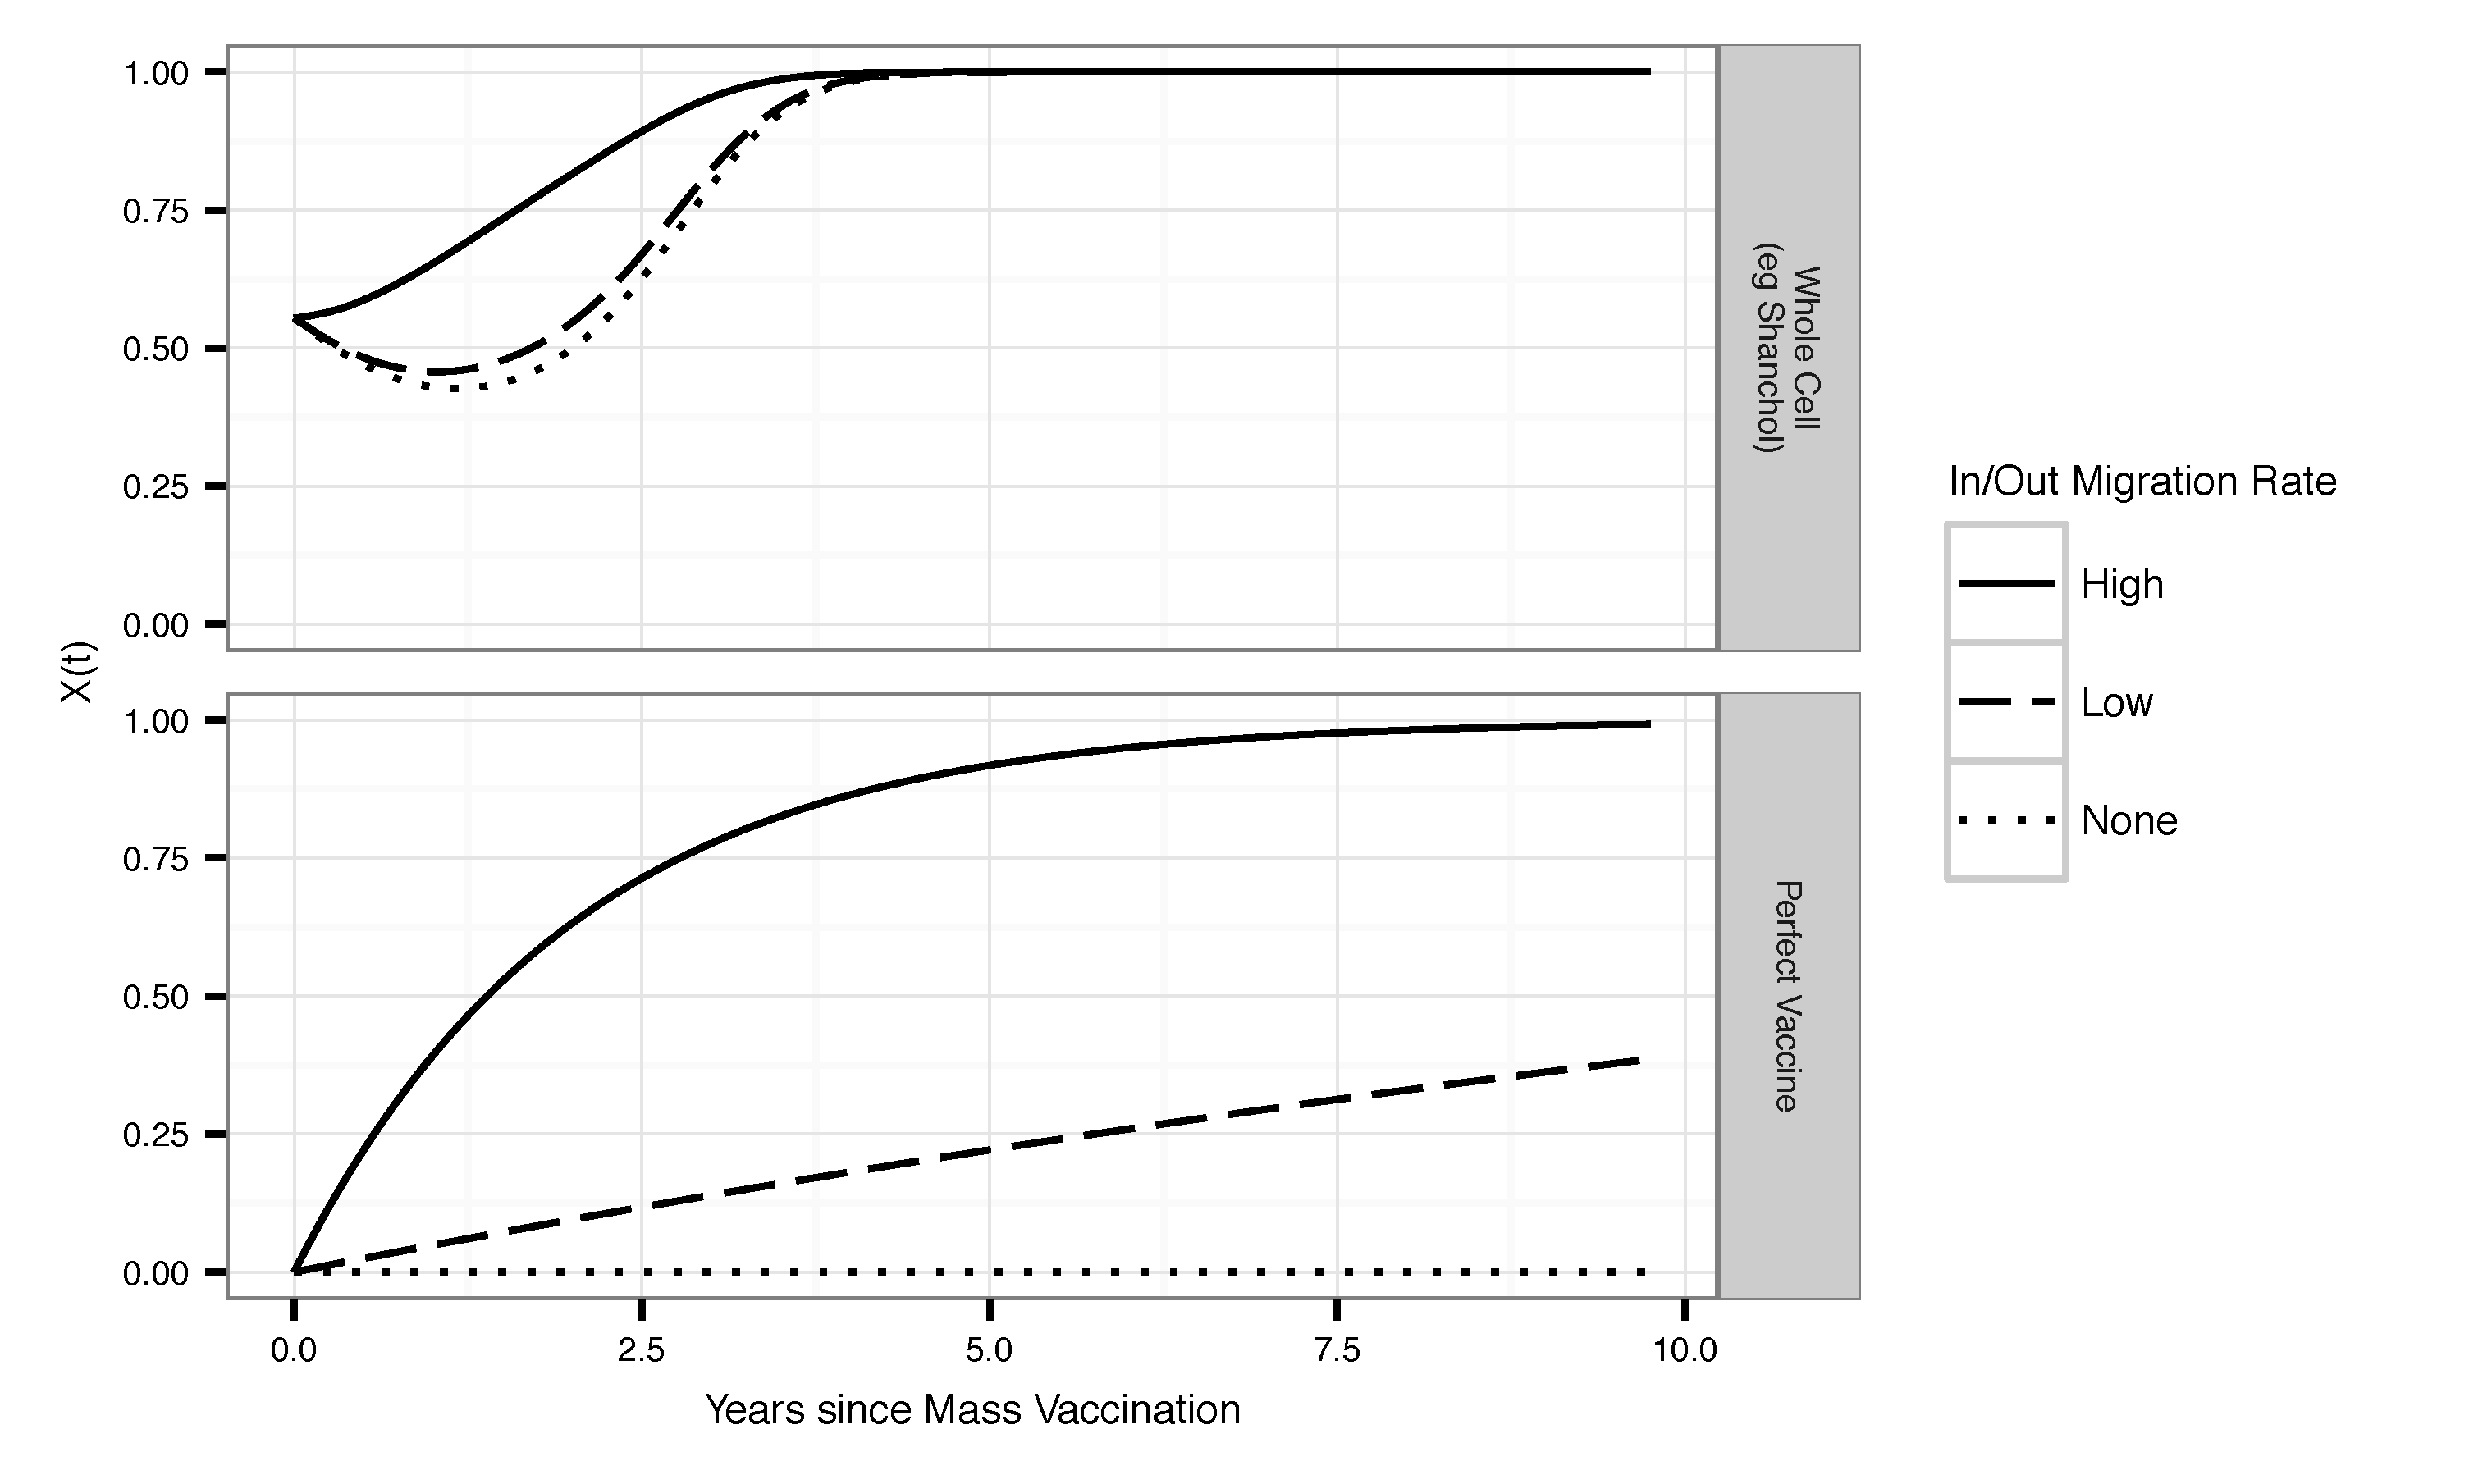 X(t)
1.00
0.75
0.50
0.25
0.00
Whole Cell
(eg Shanchol)
1.00
0.75
0.50
0.25
0.00
Perfect Vaccine
0.0
2.5
5.0
7.5
10.0
Years since Mass Vaccination
In/Out Migration Rate
High
Low
None